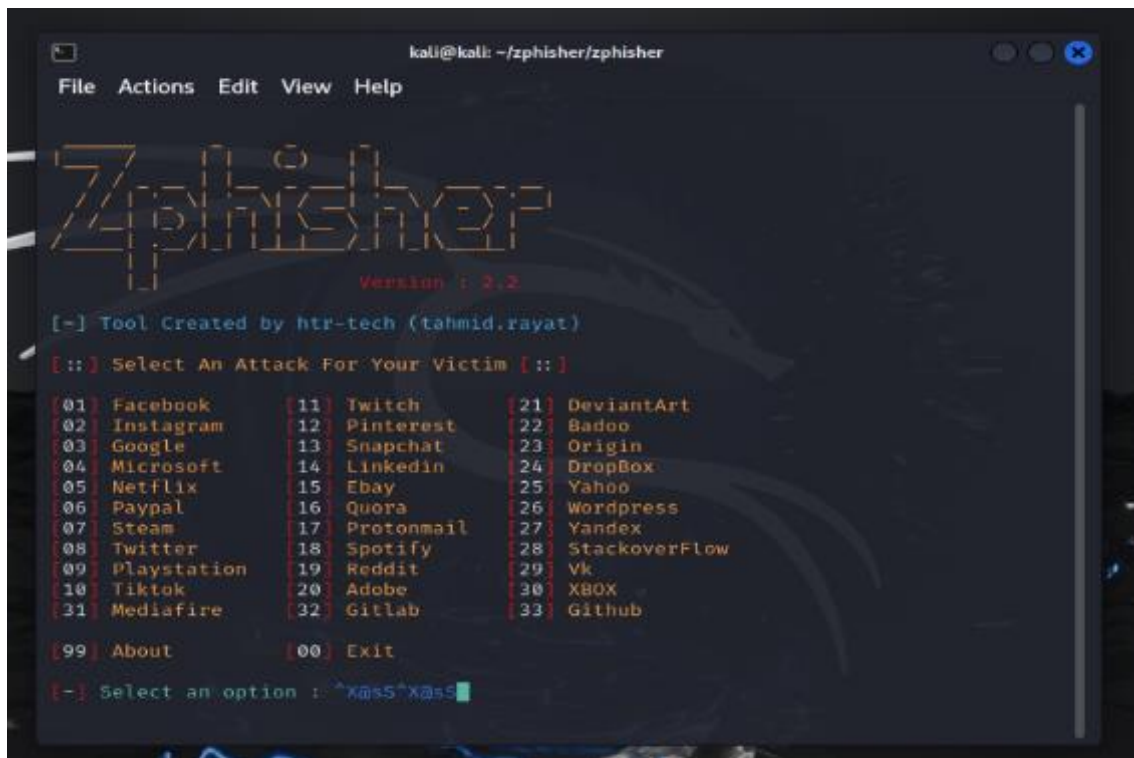 kali@kali: ~/zphisher/zphisher
File Actions Edit View Help
Zphisher
Version : 2.2
[-] Tool Created by htr-tech (tahmid.rayat)
[::] Select An Attack For Your Victim [::]
[01] Facebook [11] Twitch [21] DeviantArt
[02] Instagram [12] Pinterest [22] Badoo
[03] Google [13] Snapchat [23] Origin
[04] Microsoft [14] Linkedin [24] DropBox
[05] Netflix [15] Ebay [25] Yahoo
[06] Paypal [16] Quora [26] Wordpress
[07] Steam [17] Protonmail [27] Yandex
[08] Twitter [18] Spotify [28] StackoverFlow
[09] Playstation [19] Reddit [29] Vk
[10] Tiktok [20] Adobe [30] XBOX
[31] Mediafire [32] Gitlab [33] Github
[99] About [00] Exit
[-] Select an option : ^X@sS^X@sS